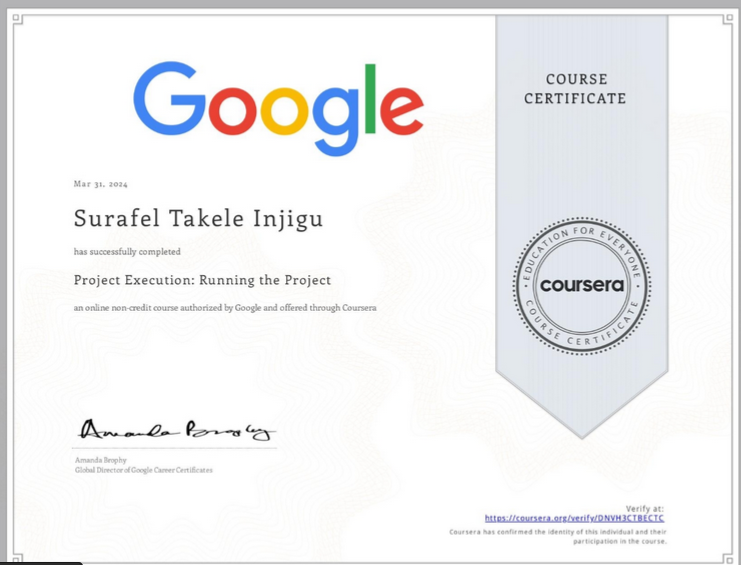 Google
COURSE
CERTIFICATE
Mar 31, 2024
Surafel Takele Injigu
has successfully completed
Project Execution: Running the Project
an online non-credit course authorized by Google and offered through Coursera
EDUCATION FOR EVERYONE
coursera
COURSE CERTIFICATE
Amanda Brophy
Amanda Brophy
Global Director of Google Career Certificates
Verify at:
https://coursera.org/verify/DNVH3CTBECTC
Coursera has confirmed the identity of this individual and their
participation in the course.